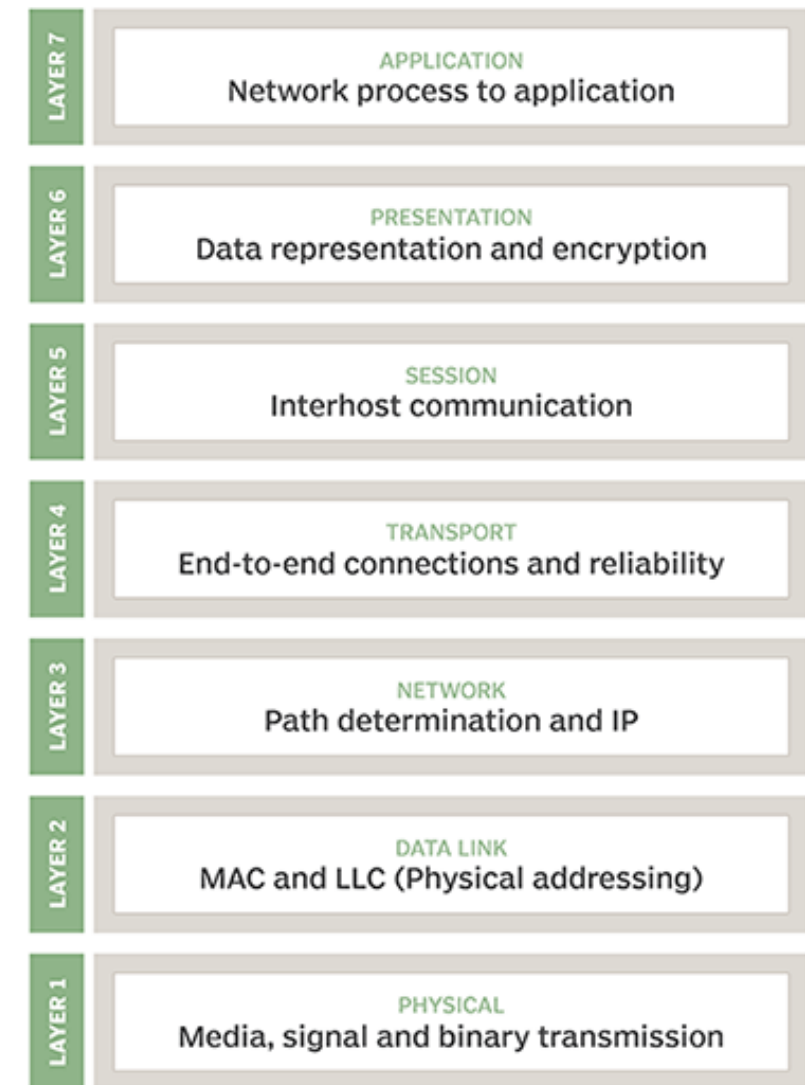 LAYER 7
APPLICATION
Network process to application
LAYER 6
PRESENTATION
Data representation and encryption
LAYER 5
SESSION
Interhost communication
LAYER 4
TRANSPORT
End-to-end connections and reliability
LAYER 3
NETWORK
Path determination and IP
LAYER 2
DATA LINK
MAC and LLC (Physical addressing)
LAYER 1
PHYSICAL
Media, signal and binary transmission